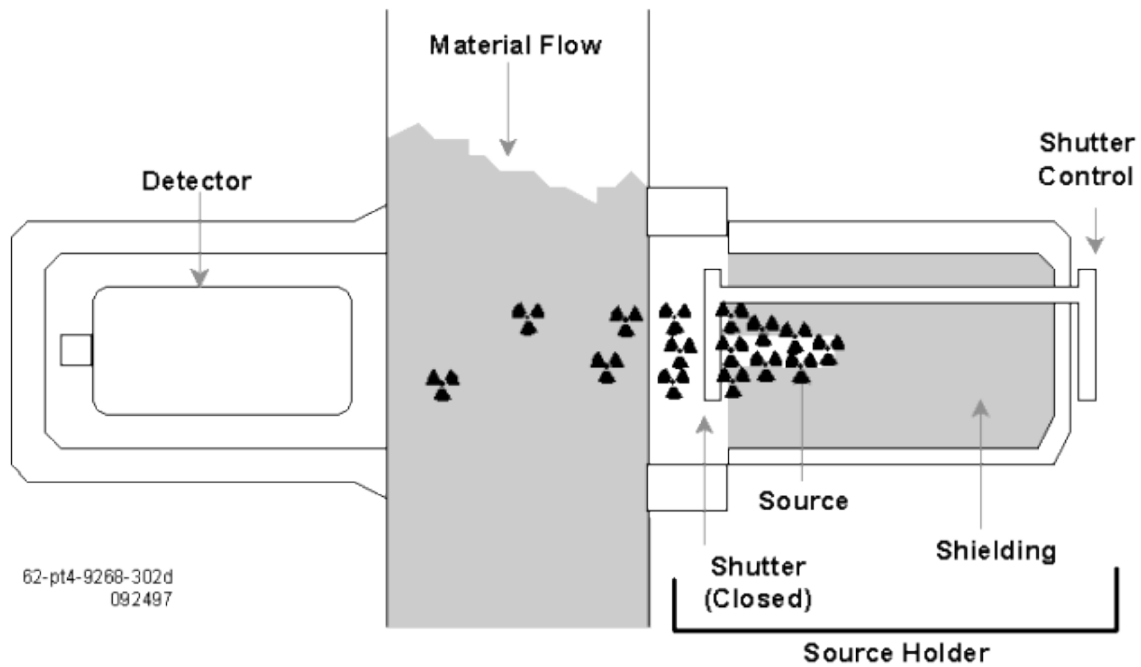 Material Flow
Shutter
Control
Detector
Source
Shielding
Shutter
(Closed)
62-pt4-9268-302d
092497
Source Holder